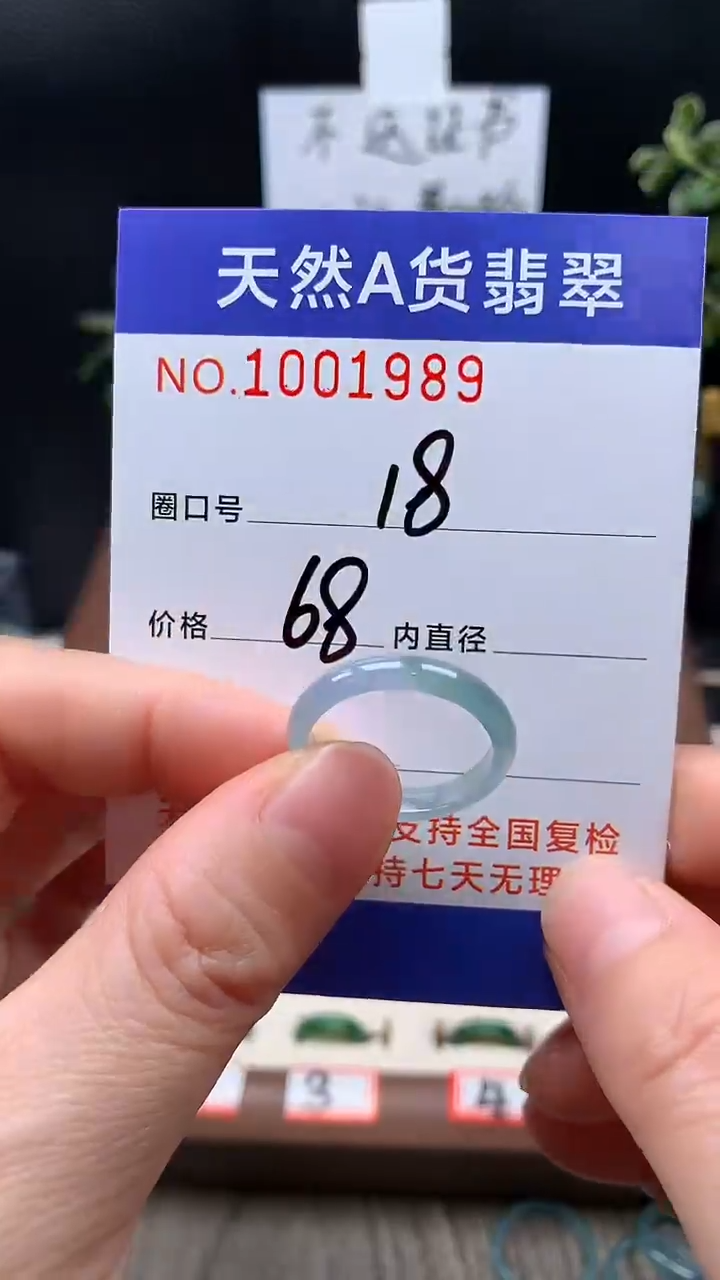 天然A货翡翠
NO.1001989
圈口号 18
价格 68 内直径
支持全国复检
持七天无理
3 4